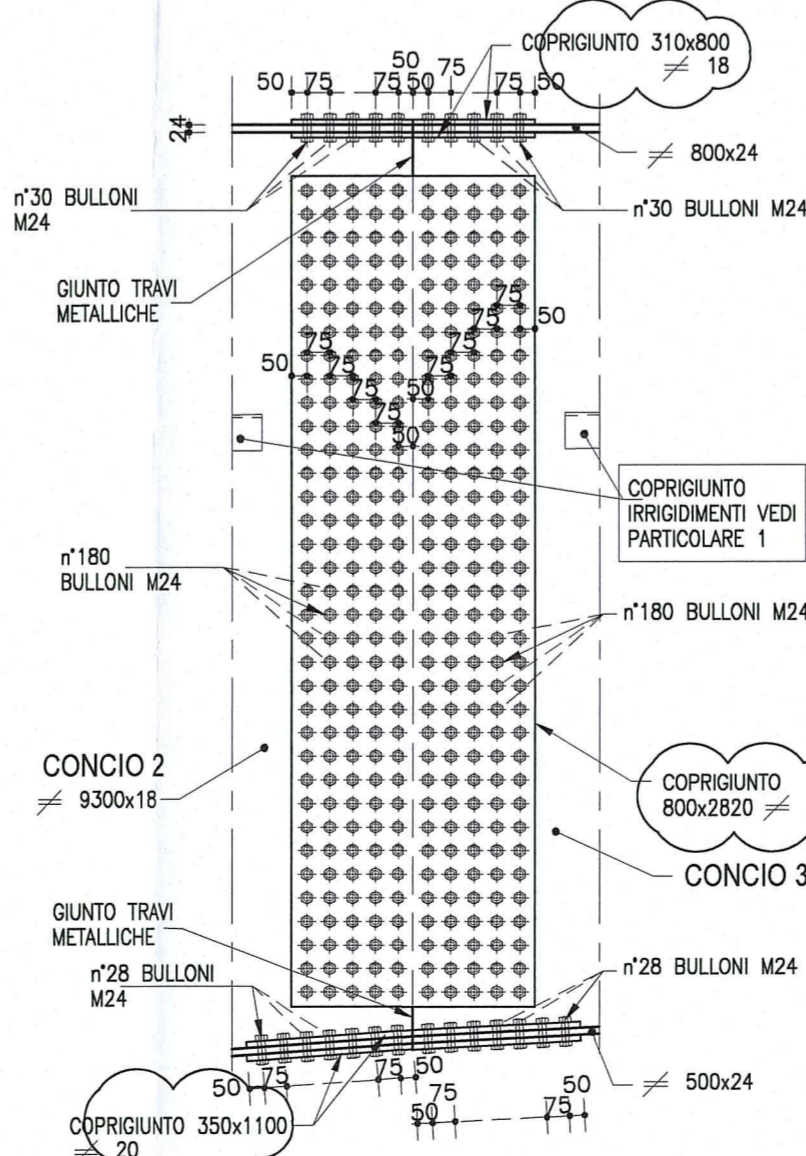 COPRIGIUNTO 310x800
18
50
75
75
50
50
75
75
50
24
800x24
n°30 BULLONI
M24
n°30 BULLONI M24
GIUNTO TRAVI
METALLICHE
75
75
75
75
50
50
75
75
75
75
50
50
50
COPRIGIUNTO
IRRIGIDIMENTI VEDI
PARTICOLARE 1
n°180
BULLONI M24
n°180 BULLONI M24
CONCIO 2
9300x18
COPRIGIUNTO
800x2820
CONCIO 3
GIUNTO TRAVI
METALLICHE
n°28 BULLONI
M24
n°28 BULLONI M24
50
75
75
50
50
50
75
75
50
500x24
COPRIGIUNTO 350x1100
20